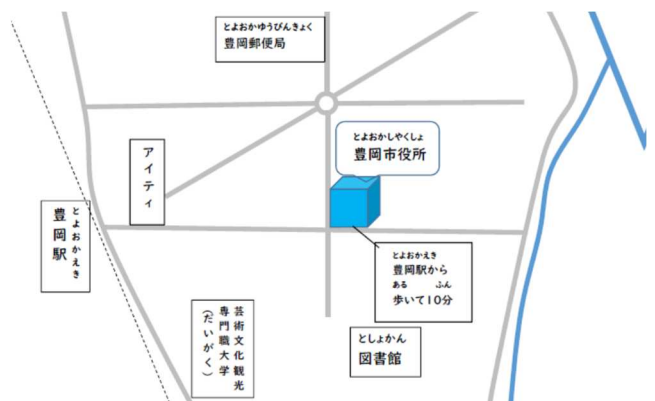 とよおかゆうびんきょく
豊岡郵便局
とよおかしやくしょ
豊岡市役所
アイティ
とよおかえき
豊岡駅
とよおかえき
豊岡駅から
ある ふん
歩いて10分
芸術文化観光
専門職大学
(だいがく)
としょかん
図書館